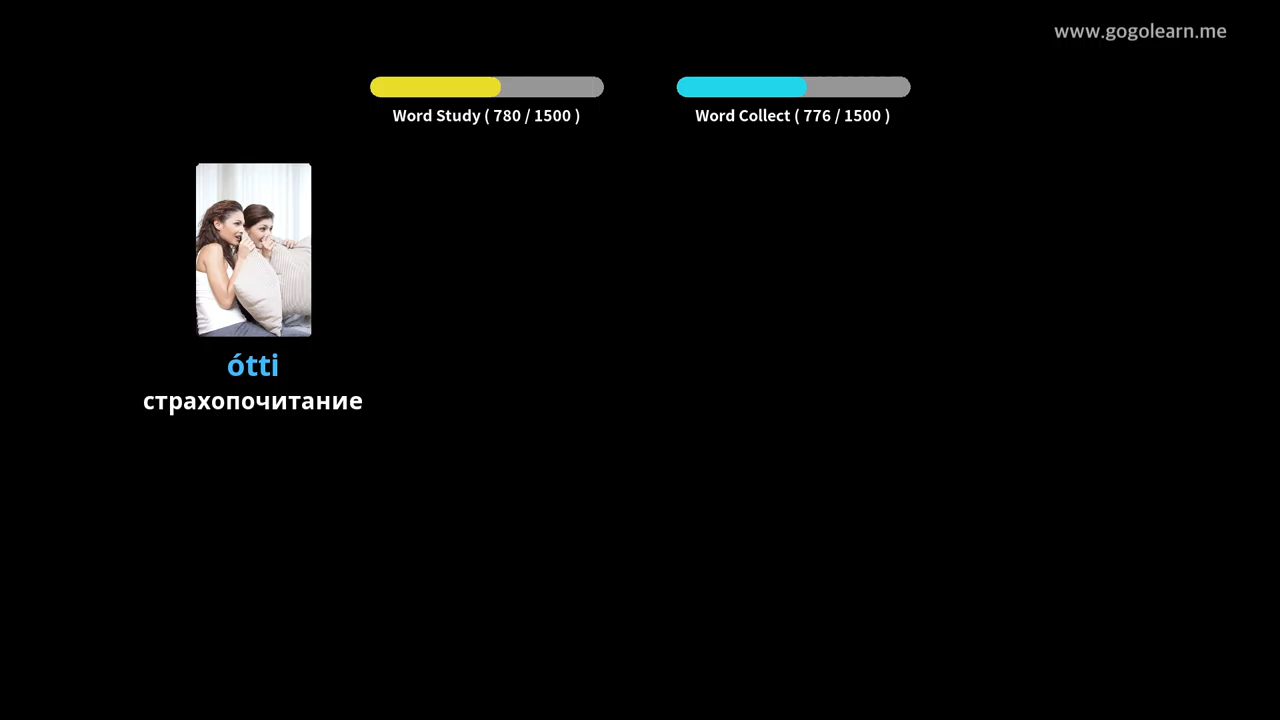 www.gogolearn.me
Word Study ( 780 / 1500 )
Word Collect ( 776 / 1500 )
ótti
страхопочитание